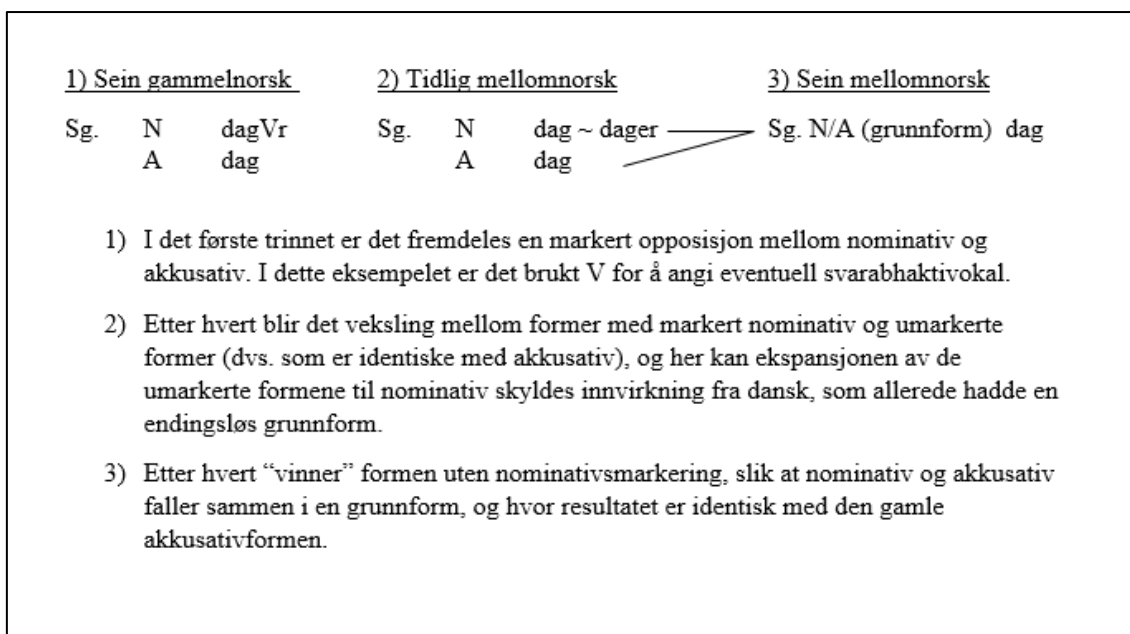 1) Sein gammelnorsk 2) Tidlig mellomnorsk 3) Sein mellomnorsk
Sg. N dagVr Sg. N dag ~ dager Sg. N/A (grunnform) dag
A dag A dag
1) I det første trinnet er det fremdeles en markert opposisjon mellom nominativ og
akkusativ. I dette eksempelet er det brukt V for å angi eventuell svarabhaktivokal.
2) Etter hvert blir det veksling mellom former med markert nominativ og umarkerte
former (dvs. som er identiske med akkusativ), og her kan ekspansjonen av de
umarkerte formene til nominativ skyldes innvirkning fra dansk, som allerede hadde en
endingsløs grunnform.
3) Etter hvert “vinner” formen uten nominativsmarkering, slik at nominativ og akkusativ
faller sammen i en grunnform, og hvor resultatet er identisk med den gamle
akkusativformen.